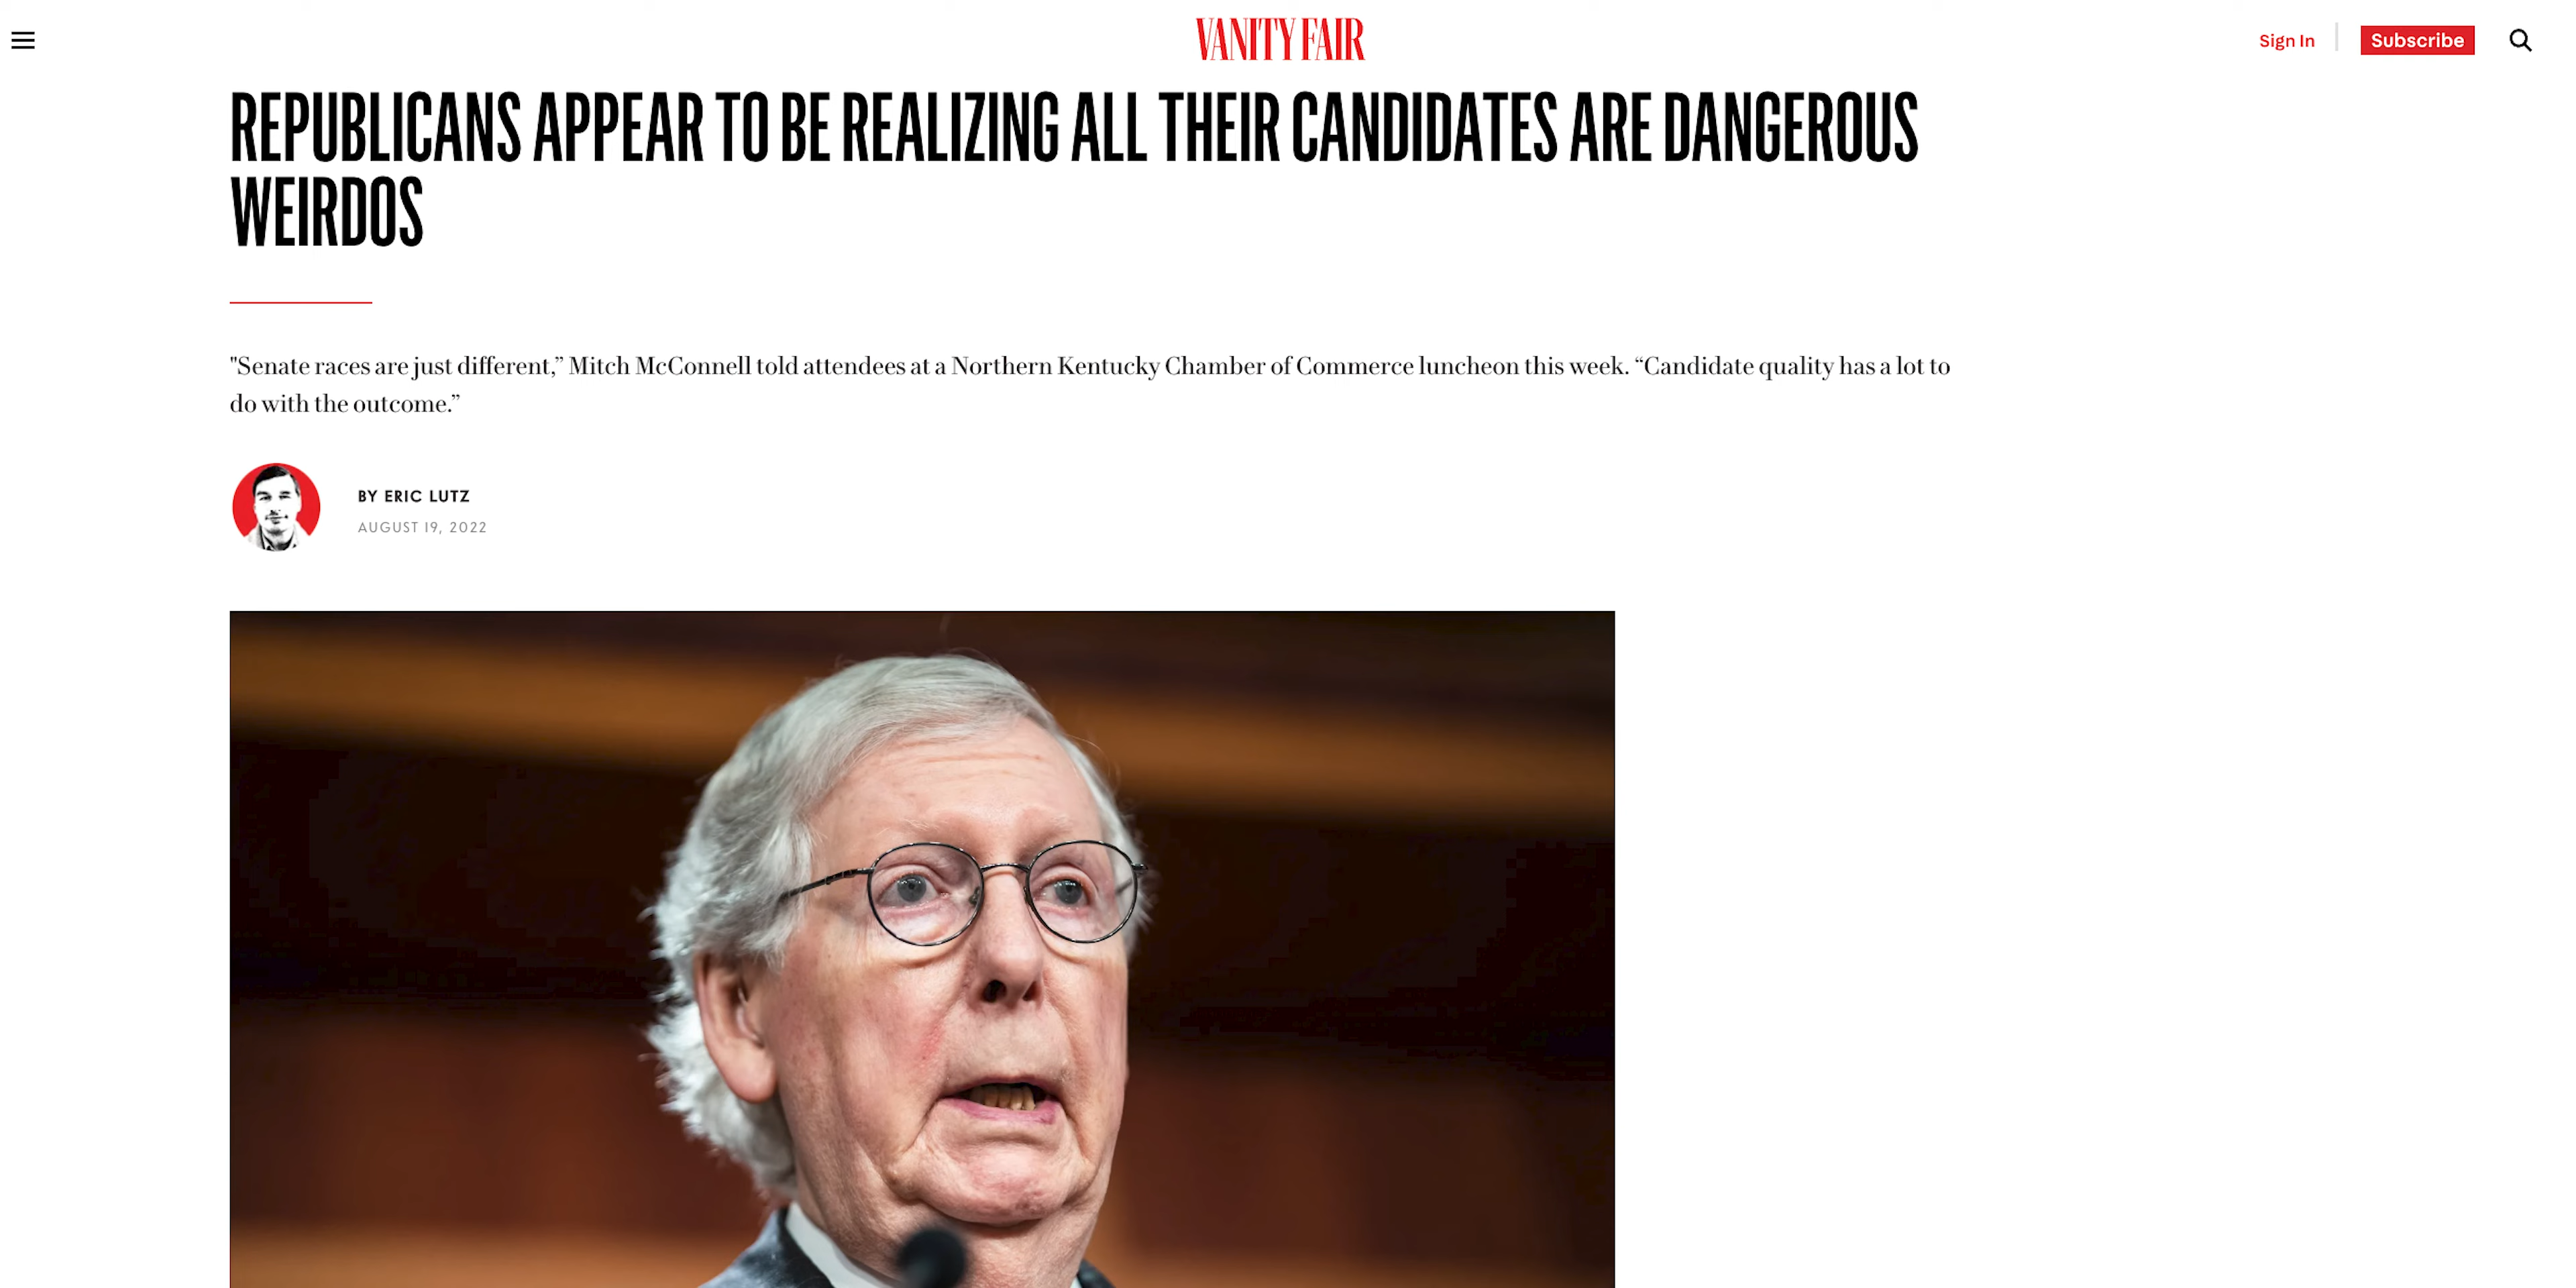 VANITY FAIR
Sign In
Subscribe
REPUBLICANS APPEAR TO BE REALIZING ALL THEIR CANDIDATES ARE DANGEROUS
WEIRDOS
"Senate races are just different,” Mitch McConnell told attendees at a Northern Kentucky Chamber of Commerce luncheon this week. “Candidate quality has a lot to
do with the outcome.”
BY ERIC LUTZ
AUGUST 19, 2022